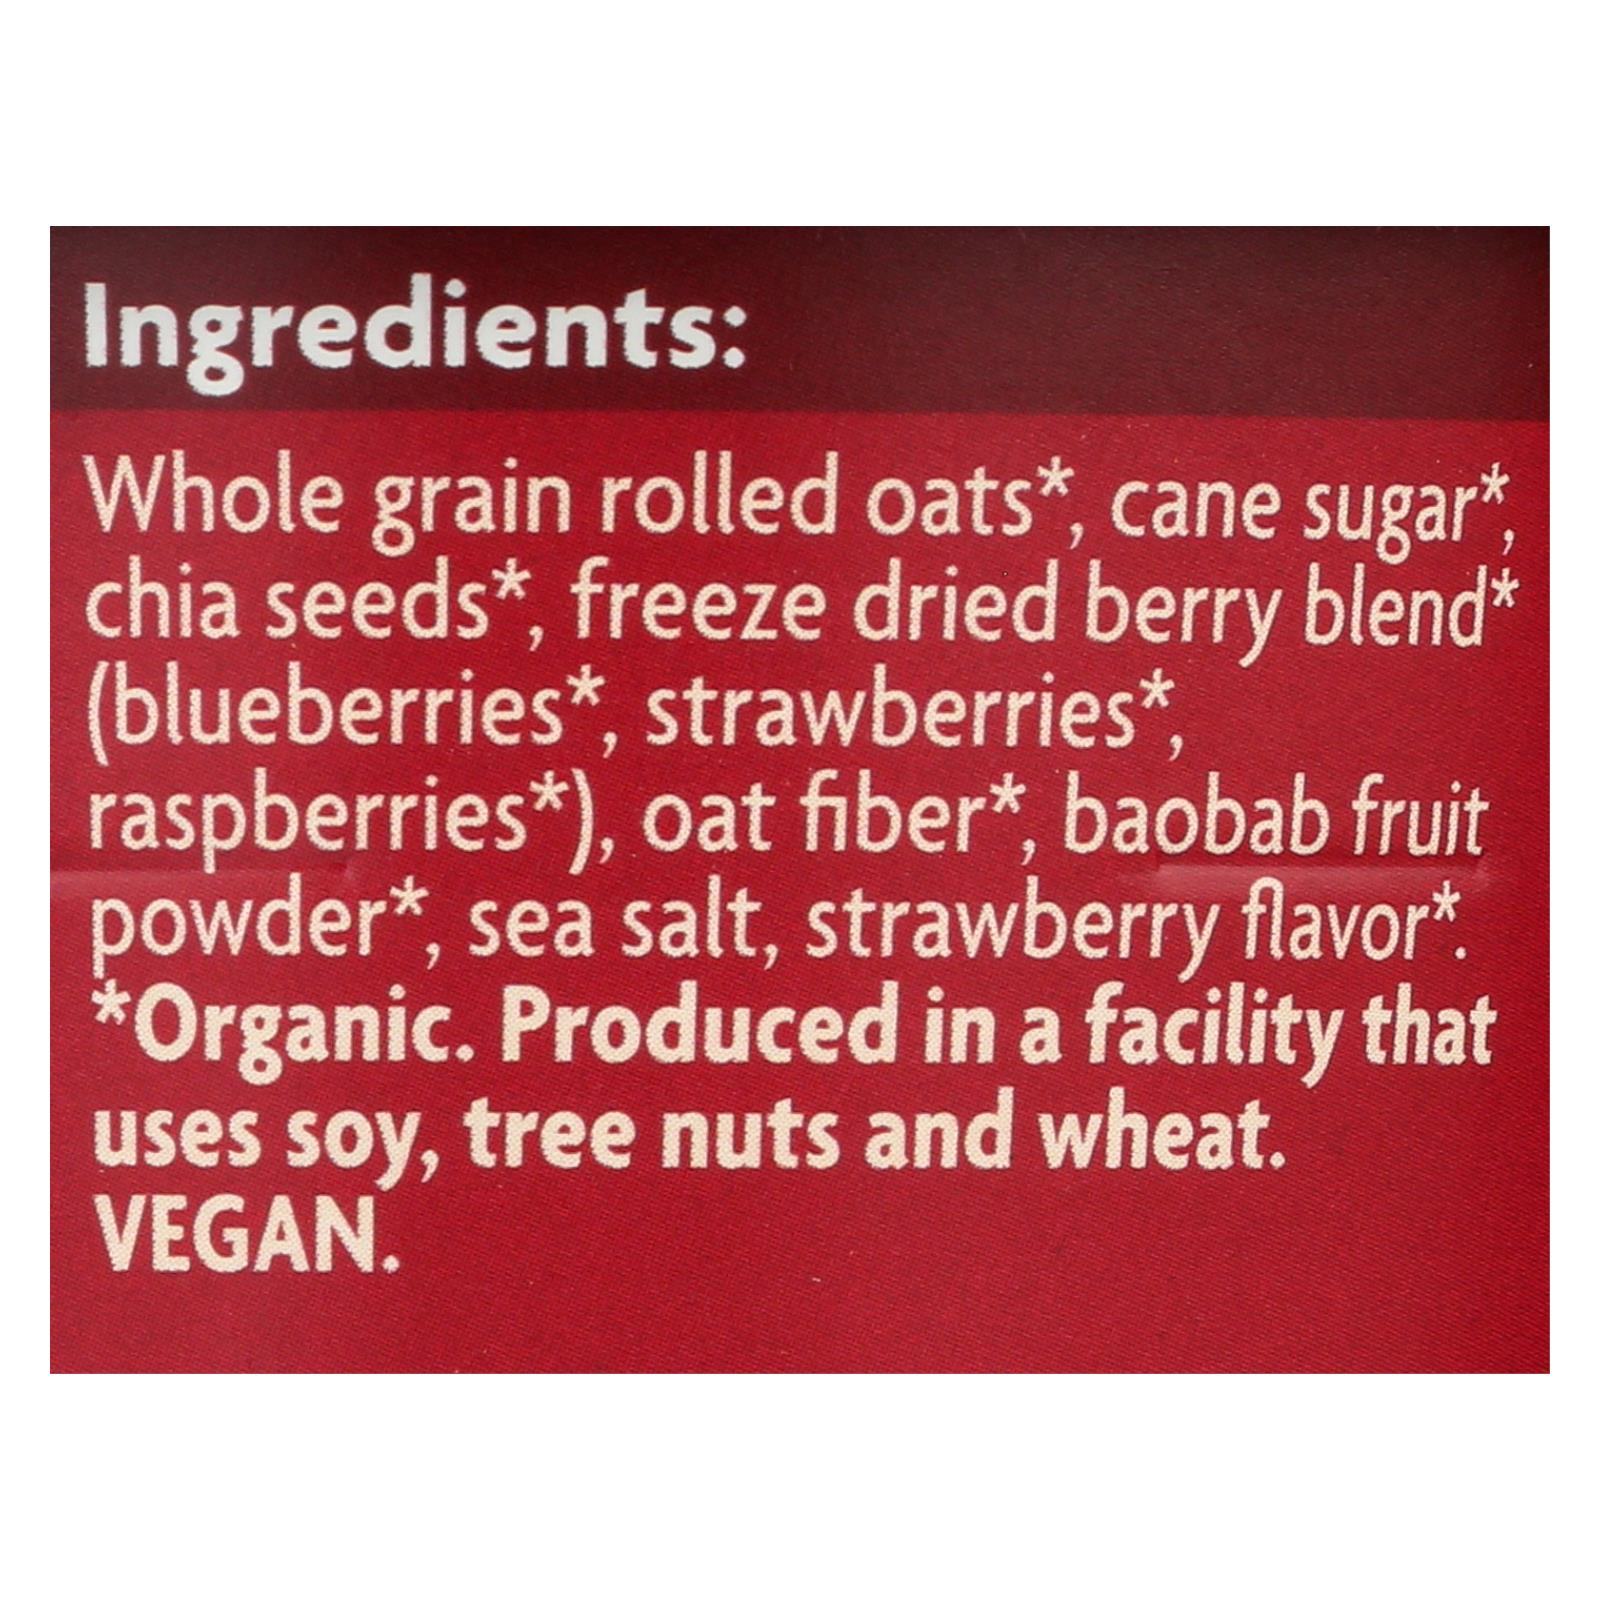 Ingredients:
Whole grain rolled oats*, cane sugar*,
chia seeds*, freeze dried berry blend*
(blueberries*, strawberries*,
raspberries*), oat fiber*, baobab fruit
powder*, sea salt, strawberry flavor*.
*Organic. Produced in a facility that
uses soy, tree nuts and wheat.
VEGAN.